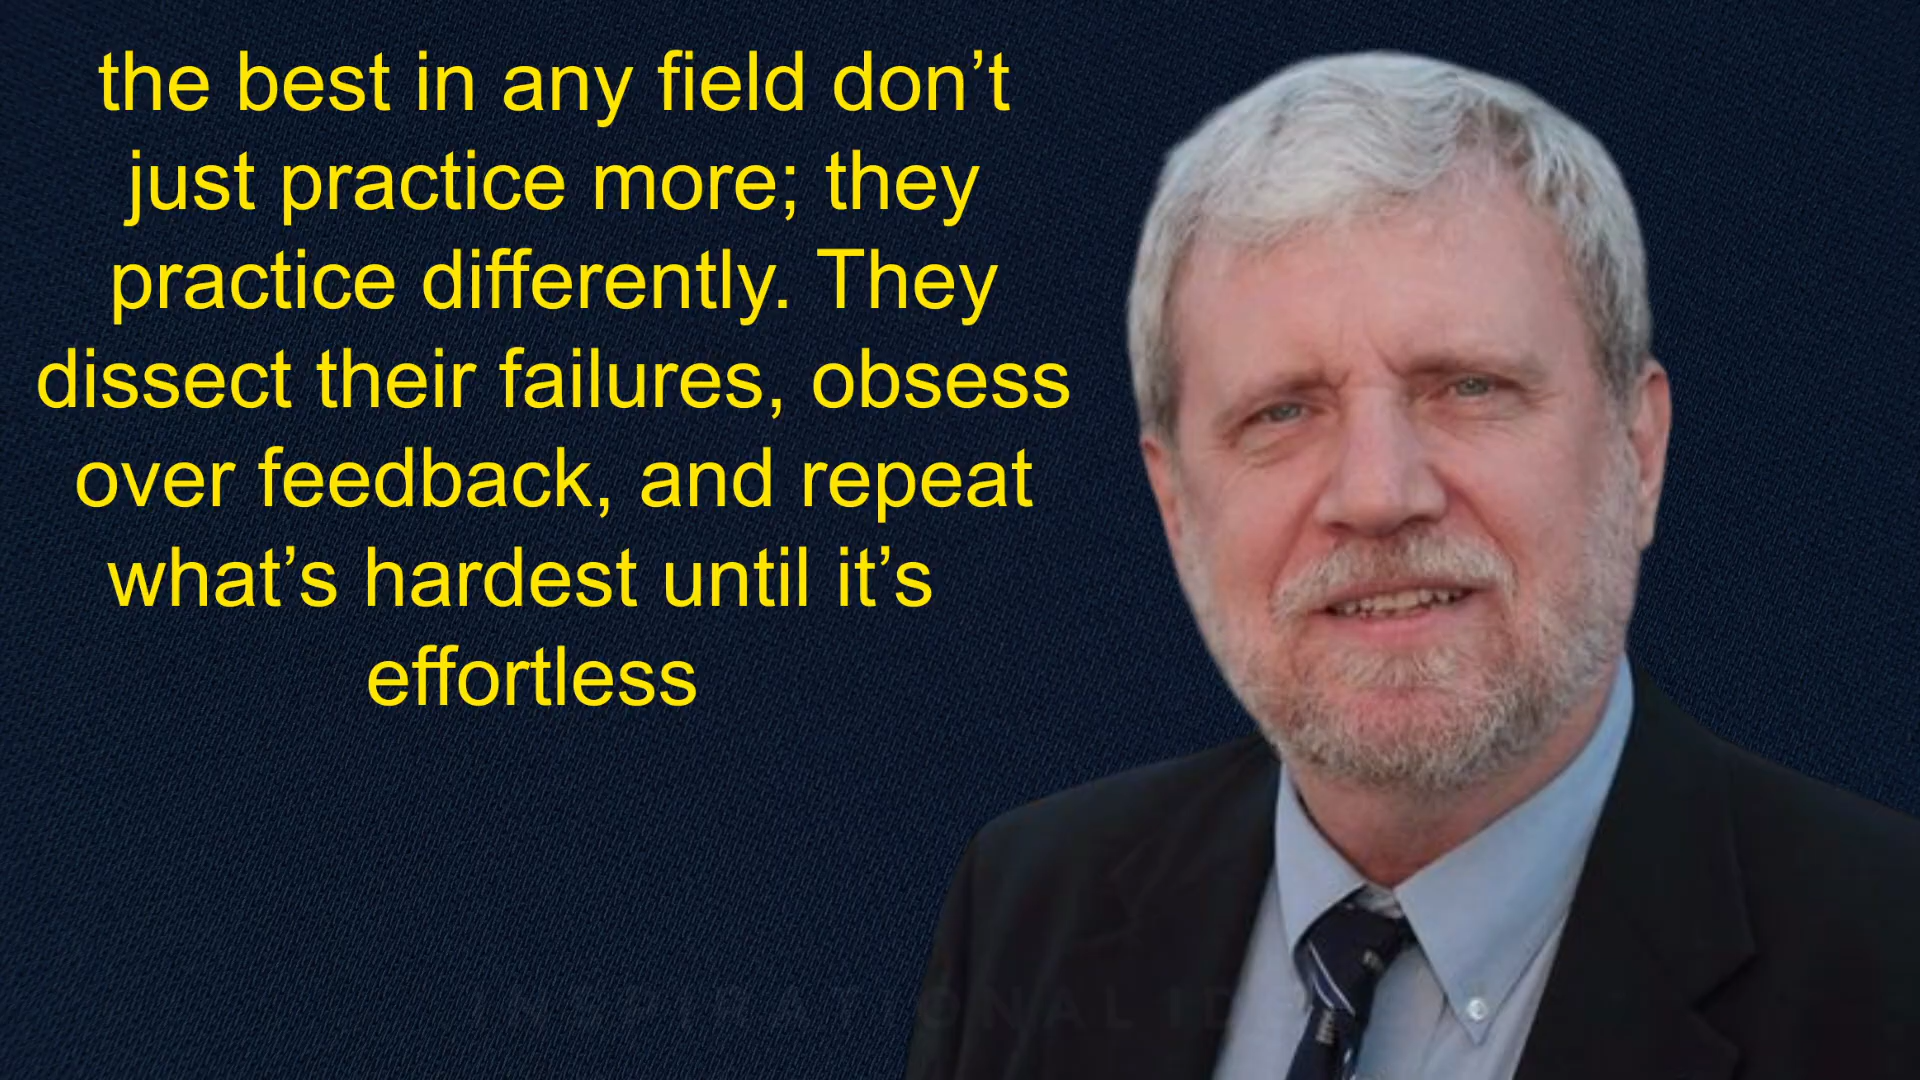 the best in any field don’t
just practice more; they
practice differently. They
dissect their failures, obsess
over feedback, and repeat
what’s hardest until it’s
effortless
INSPIRATIONAL